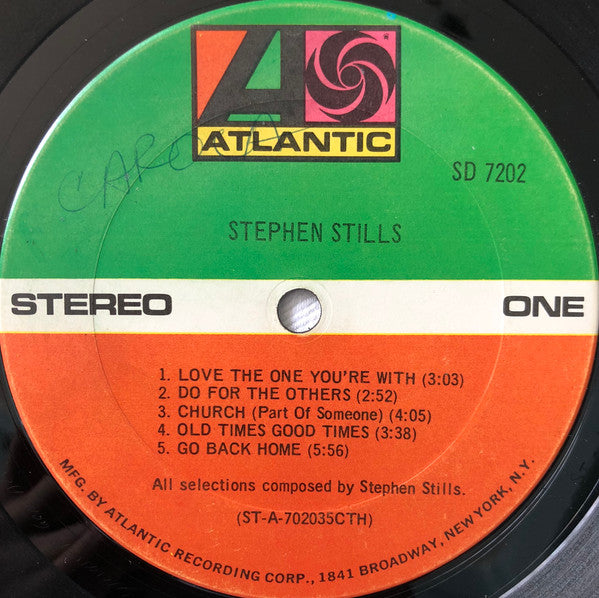 ATLANTIC
SD 7202
STEPHEN STILLS
STEREO ONE
1. LOVE THE ONE YOU'RE WITH (3:03)
2. DO FOR THE OTHERS (2:52)
3. CHURCH (Part Of Someone) (4:05)
4. OLD TIMES GOOD TIMES (3:38)
5. GO BACK HOME (5:56)
All selections composed by Stephen Stills.
(ST-A-702035CTH)
MFG. BY ATLANTIC RECORDING CORP., 1841 BROADWAY, NEW YORK, N.Y.